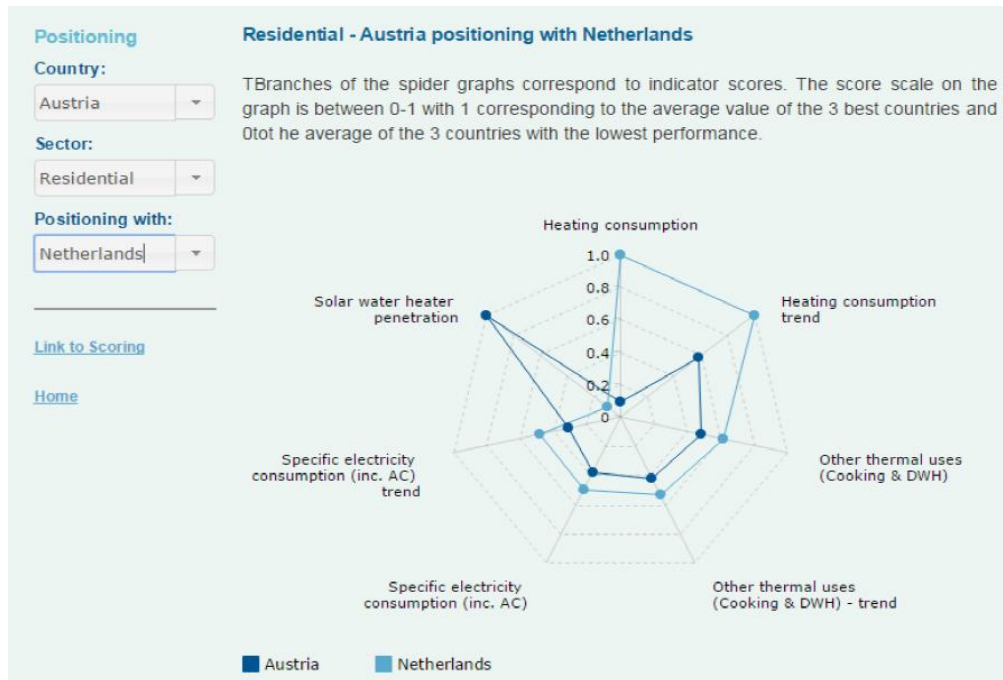 Positioning
Country:
Austria
Sector:
Residential
Positioning with:
Netherlands
Link to Scoring
Home
Residential - Austria positioning with Netherlands
TBranches of the spider graphs correspond to indicator scores. The score scale on the
graph is between 0-1 with 1 corresponding to the average value of the 3 best countries and
0tot he average of the 3 countries with the lowest performance.
Heating consumption
1.0
0.8
0.6
0.4
0.2
0
Heating consumption
trend
Other thermal uses
(Cooking & DWH)
Other thermal uses
(Cooking & DWH) - trend
Specific electricity
consumption (inc. AC)
Specific electricity
consumption (inc. AC)
trend
Solar water heater
penetration
Austria
Netherlands